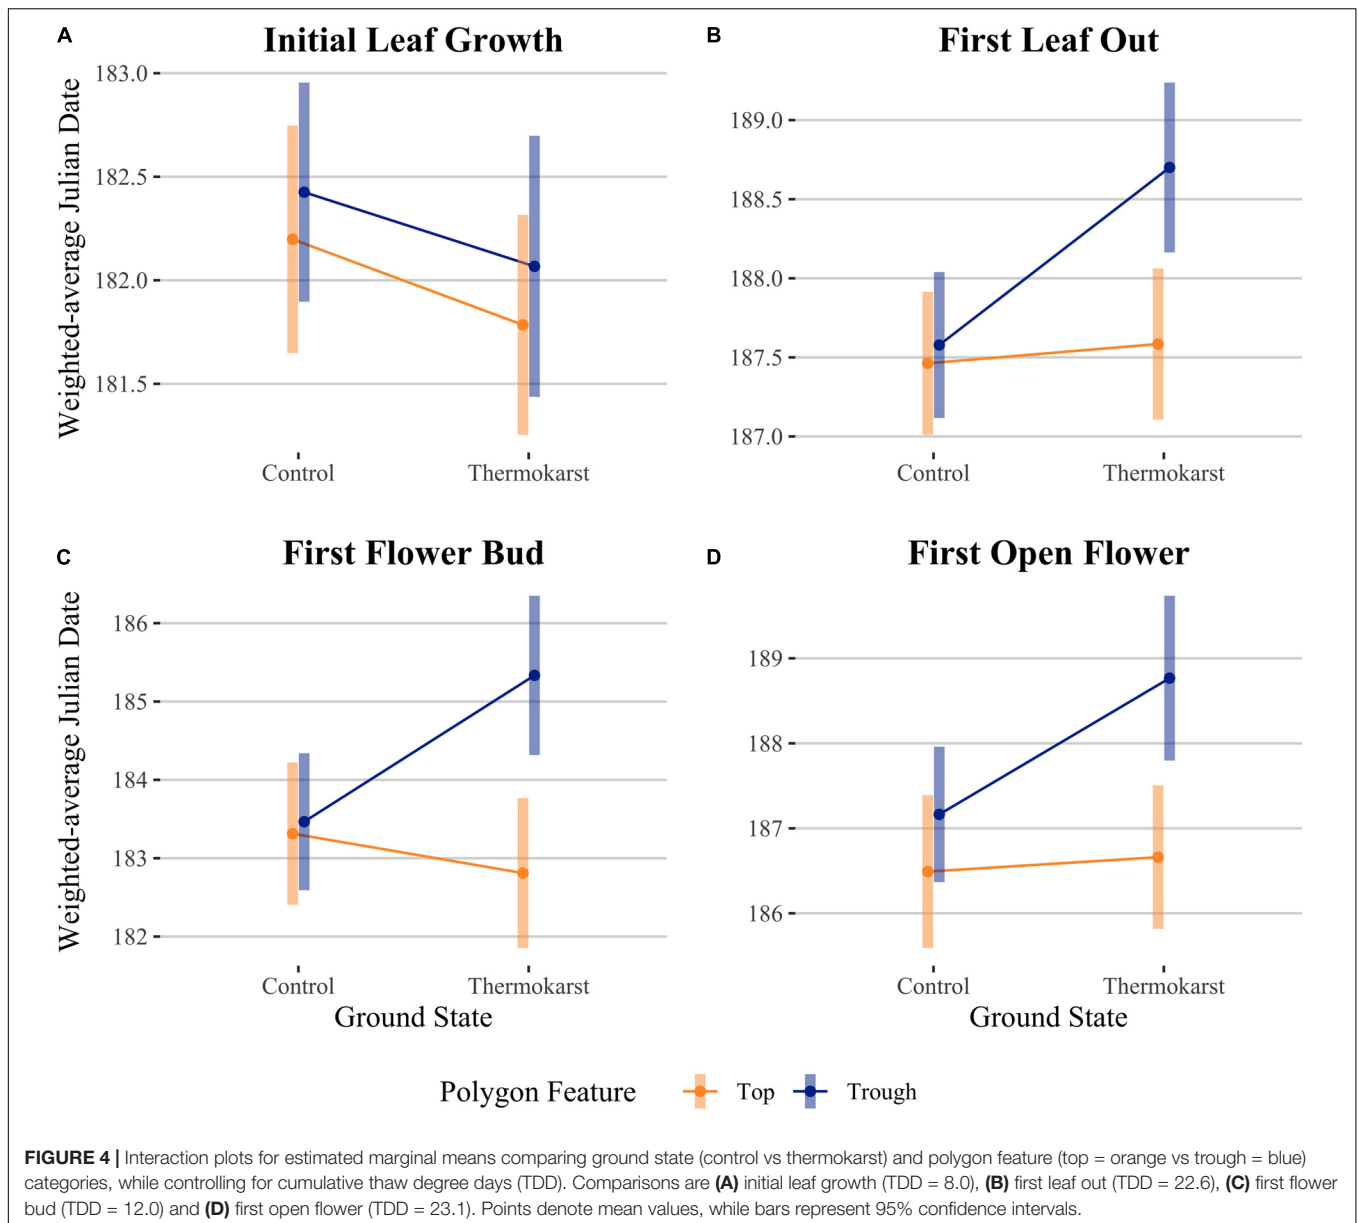 A
Initial Leaf Growth
Weighted-average Julian Date
183.0
182.5
182.0
181.5
Control
Thermokarst
B
First Leaf Out
189.0
188.5
188.0
187.5
187.0
Control
Thermokarst
C
First Flower Bud
Weighted-average Julian Date
186
185
184
183
182
Control
Thermokarst
Ground State
D
First Open Flower
189
188
187
186
Control
Thermokarst
Ground State
Polygon Feature
Top
Trough
FIGURE 4 | Interaction plots for estimated marginal means comparing ground state (control vs thermokarst) and polygon feature (top = orange vs trough = blue)
categories, while controlling for cumulative thaw degree days (TDD). Comparisons are (A) initial leaf growth (TDD = 8.0), (B) first leaf out (TDD = 22.6), (C) first flower
bud (TDD = 12.0) and (D) first open flower (TDD = 23.1). Points denote mean values, while bars represent 95% confidence intervals.